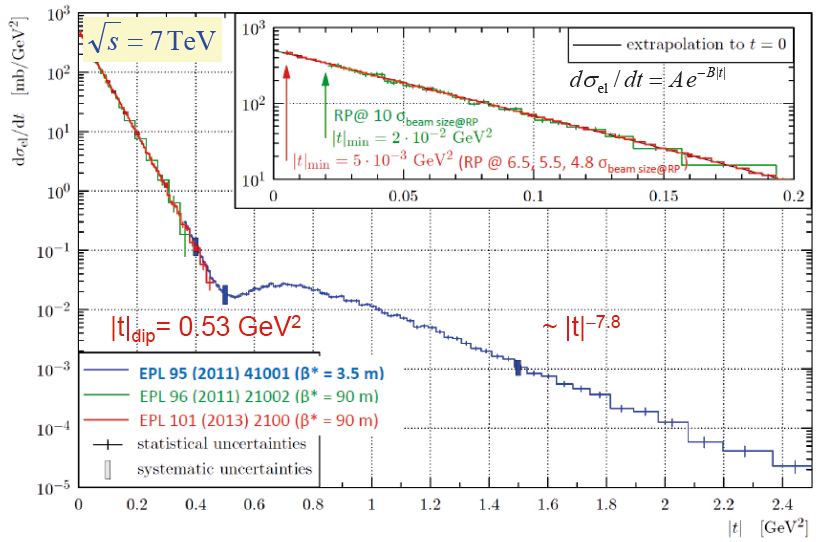 √s = 7 TeV
dσ_el/dt [mb/GeV²]
10³
10²
10
10⁰
10⁻¹
10⁻²
10⁻³
10⁻⁴
10⁻⁵
10³
10²
10
extrapolation to t = 0
dσ_el / dt = Ae^(−B|t|)
RP@ 10 σ_beam size@RP
|t|_min = 2 · 10⁻² GeV²
|t|_min = 5 · 10⁻³ GeV² (RP @ 6.5, 5.5, 4.8 σ_beam size@RP )
0 0.05 0.1 0.15 0.2
|t|_dip = 0.53 GeV²
~ |t|^−7.8
EPL 95 (2011) 41001 (β* = 3.5 m)
EPL 96 (2011) 21002 (β* = 90 m)
EPL 101 (2013) 2100 (β* = 90 m)
statistical uncertainties
systematic uncertainties
0 0.2 0.4 0.6 0.8 1 1.2 1.4 1.6 1.8 2 2.2 2.4
|t| [GeV²]